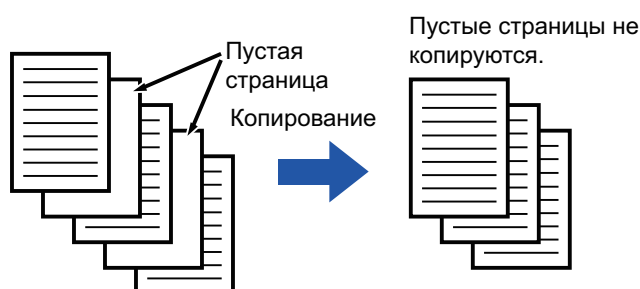 Пустая
страница
Копирование
Пустые страницы не
копируются.